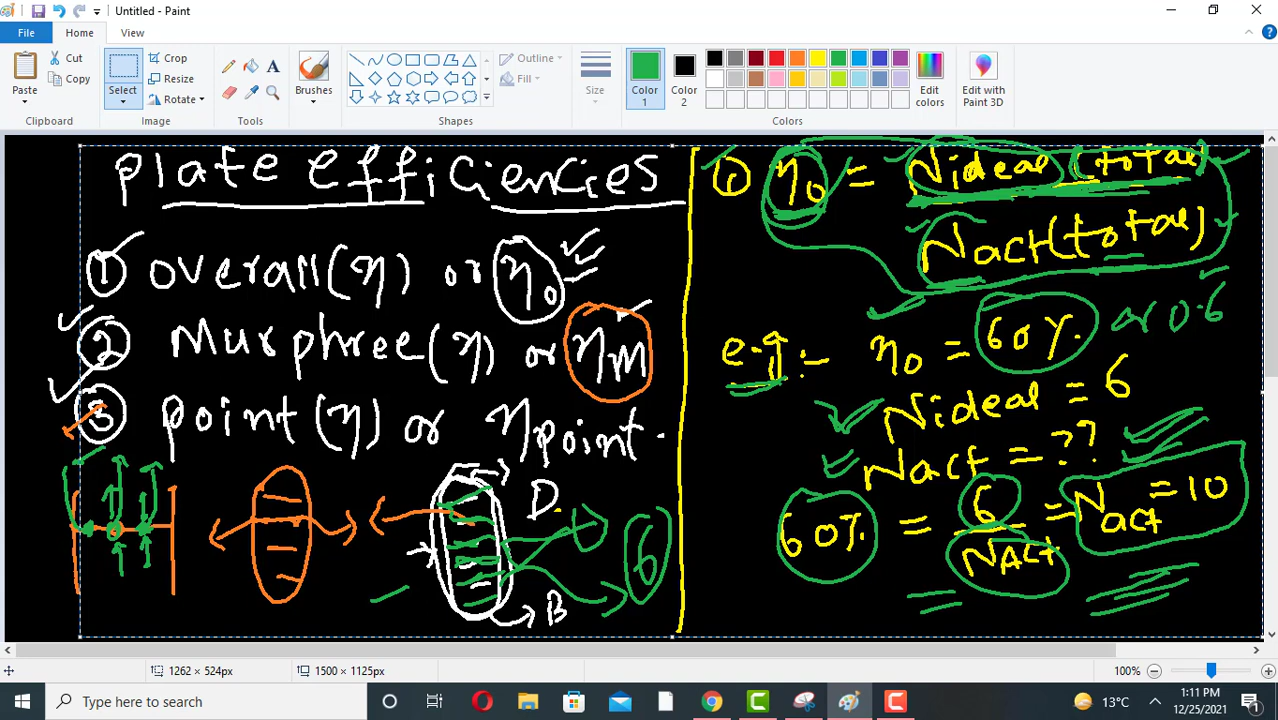 Untitled - Paint
File
Home
View
Paste
Cut
Copy
Clipboard
Select
Crop
Resize
Rotate
Image
Tools
Brushes
Shapes
Outline
Fill
Size
Color 1
Color 2
Colors
Edit colors
Edit with Paint 3D
plate efficiencies
① overall(η) or η0
② Murphree(η) or ηM
③ point(η) or ηpoint.
D
B
6
① η0 = Nideal (total)
Nact(total)
e.g:- η0 = 60%. or 0.6
Nideal = 6
Nact = ??
60%. = 6 = Nact = 10
NAct
1262 × 524px
1500 × 1125px
100%
Type here to search
13°C
1:11 PM
12/25/2021
1